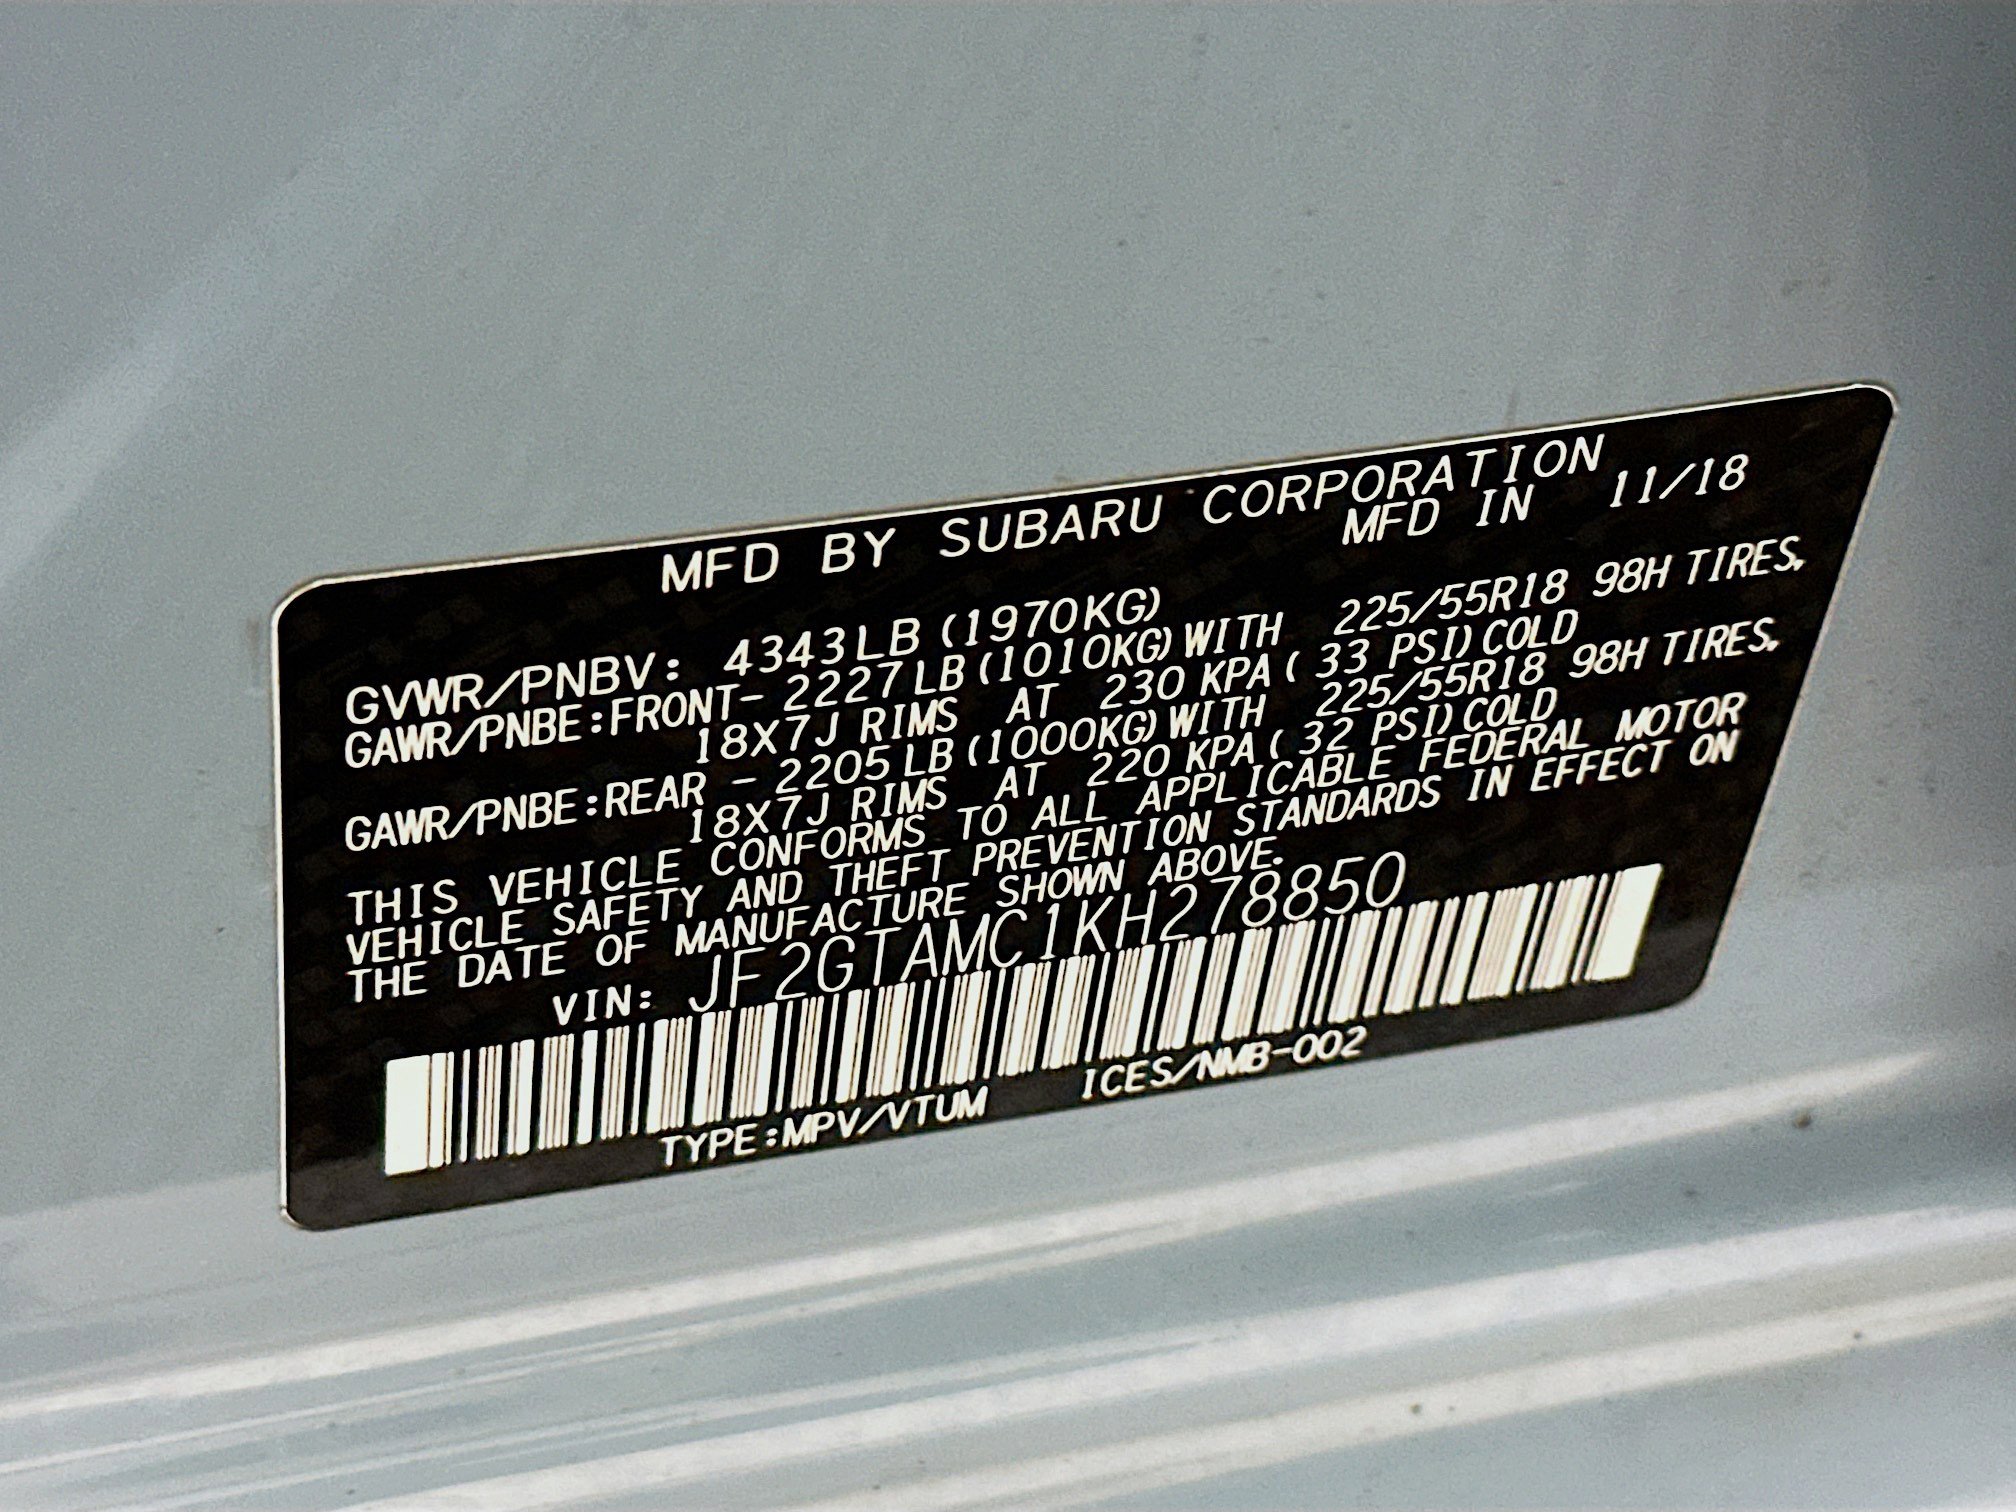 MFD BY SUBARU CORPORATION
MFD IN 11/18
GVWR/PNBV: 4343LB (1970KG)
GAWR/PNBE:FRONT- 2227LB(1010KG)WITH 225/55R18 98H TIRES,
18X7J RIMS AT 230 KPA( 33 PSI)COLD
GAWR/PNBE:REAR - 2205LB(1000KG)WITH 225/55R18 98H TIRES,
18X7J RIMS AT 220 KPA( 32 PSI)COLD
THIS VEHICLE CONFORMS TO ALL APPLICABLE FEDERAL MOTOR
VEHICLE SAFETY AND THEFT PREVENTION STANDARDS IN EFFECT ON
THE DATE OF MANUFACTURE SHOWN ABOVE.
VIN: JF2GTAMC1KH278850
TYPE:MPV/VTUM ICES/NMB-002